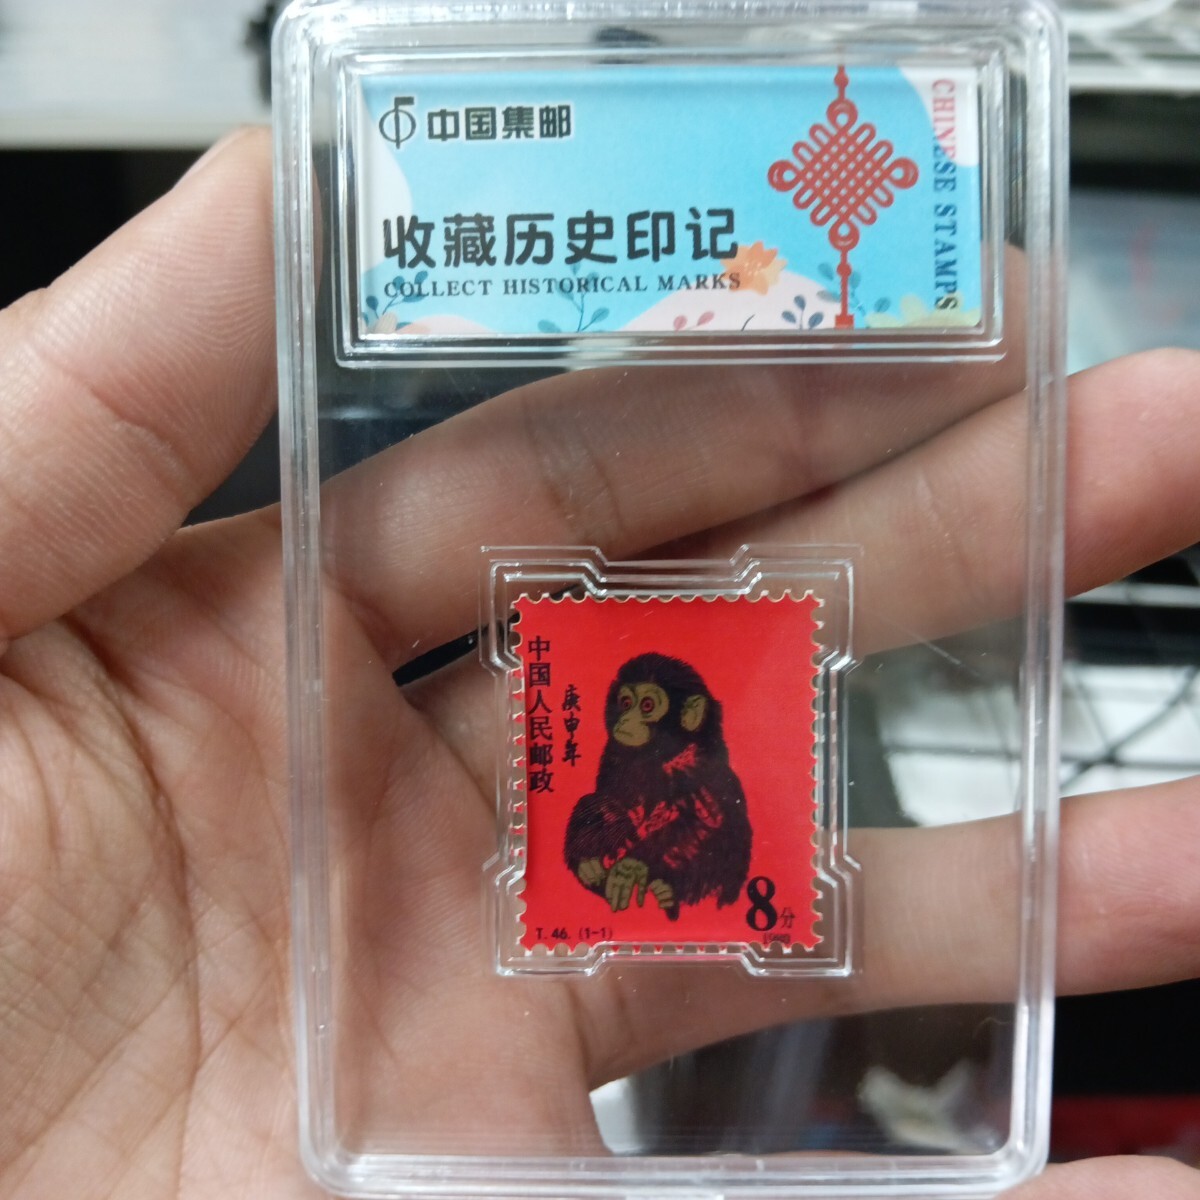 中国集邮
收藏历史印记
COLLECT HISTORICAL MARKS
CHINESE STAMPS
中国人民邮政
庚申年
8分
T. 46. (1-1)
1980